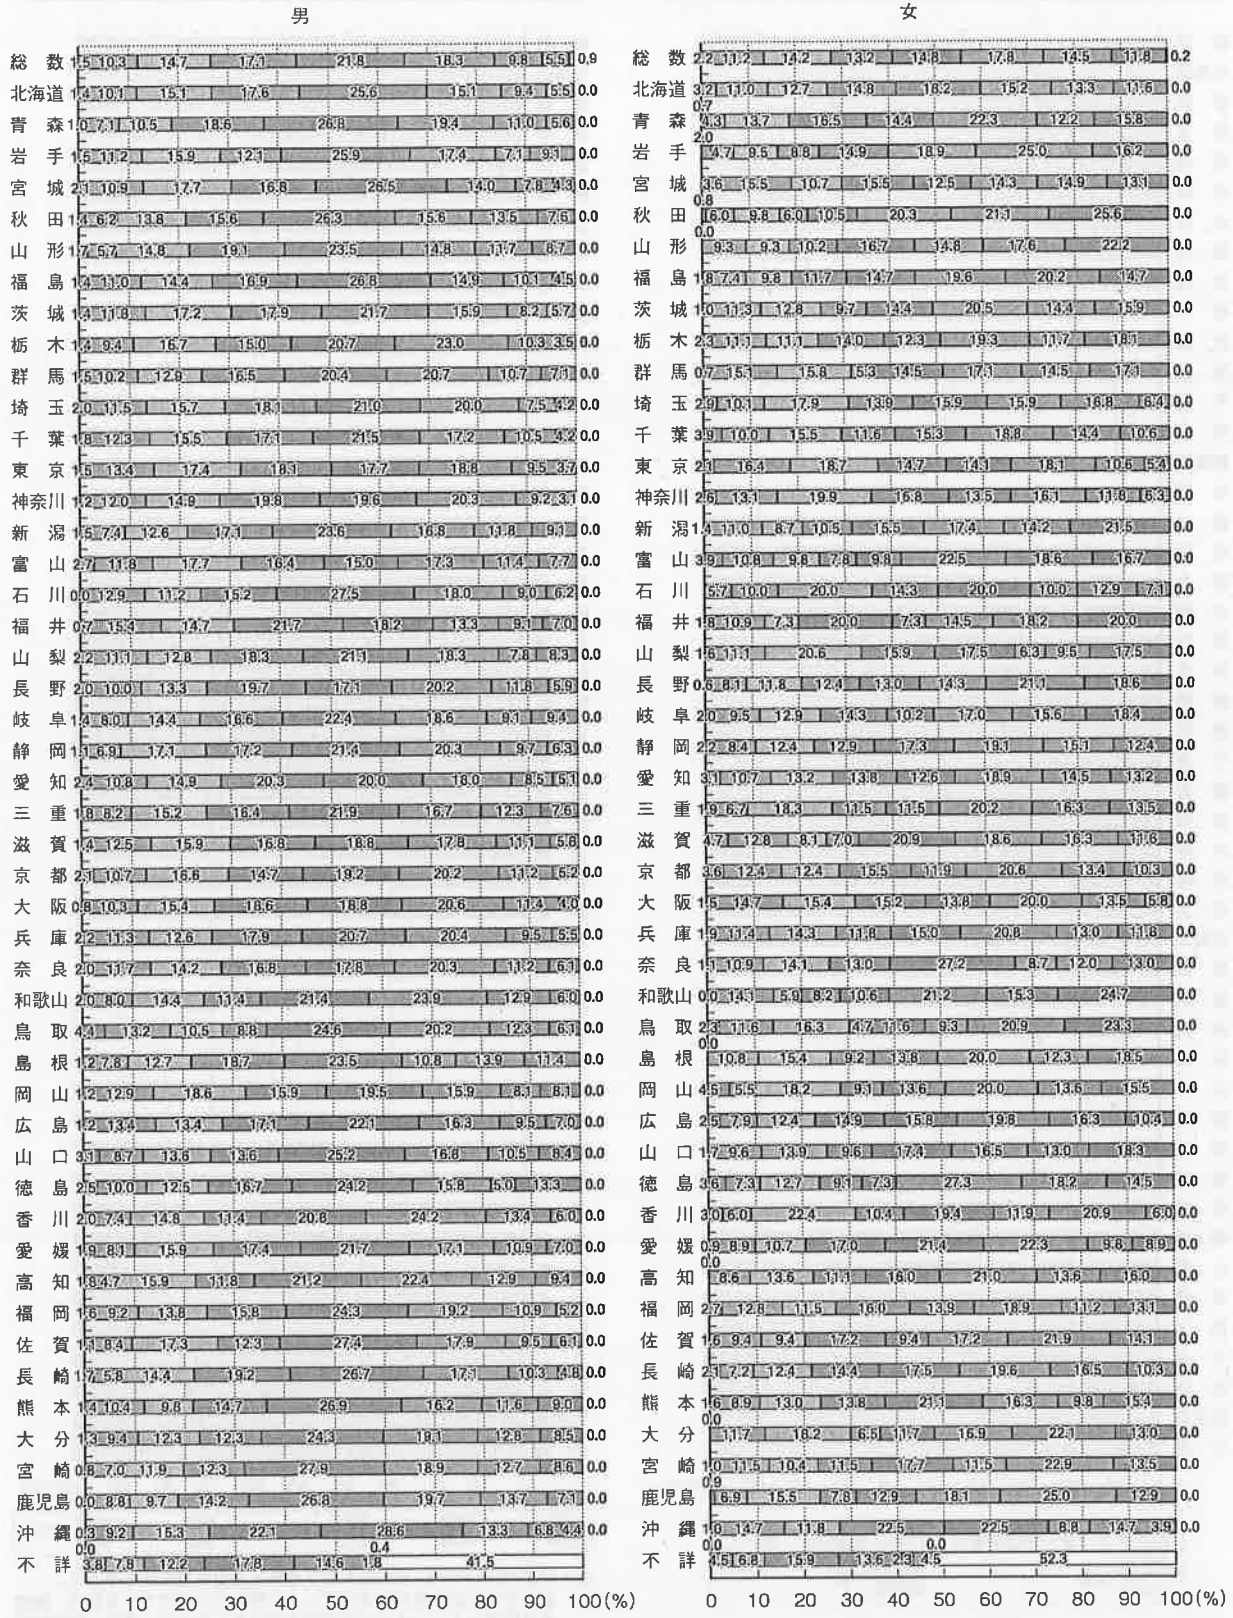 男
総数 1.5 10.3 14.7 17.1 21.8 18.3 9.8 5.5 0.9
北海道 1.4 10.1 15.1 17.6 25.6 15.1 9.4 5.5 0.0
青森 1.0 7.1 10.5 18.6 26.8 19.4 11.0 5.6 0.0
岩手 1.5 11.2 15.9 12.1 25.9 17.4 7.1 9.1 0.0
宮城 2.1 10.9 17.7 16.8 26.5 14.0 7.8 4.3 0.0
秋田 1.4 6.2 13.8 15.6 26.3 15.6 13.5 7.6 0.0
山形 1.7 5.7 14.8 19.1 23.5 14.8 11.7 8.7 0.0
福島 1.4 11.0 14.4 16.9 26.8 14.9 10.1 4.5 0.0
茨城 1.4 11.8 17.2 17.9 21.7 15.9 8.2 5.7 0.0
栃木 1.4 9.4 16.7 15.0 20.7 23.0 10.3 3.5 0.0
群馬 1.5 10.2 12.9 16.5 20.4 20.7 10.7 7.1 0.0
埼玉 2.0 11.5 15.7 18.1 21.0 20.0 7.5 4.2 0.0
千葉 1.8 12.3 15.5 17.1 21.5 17.2 10.5 4.2 0.0
東京 1.5 13.4 17.4 18.1 17.7 18.8 9.5 3.7 0.0
神奈川 1.2 12.0 14.9 19.8 19.6 20.3 9.2 3.1 0.0
新潟 1.5 7.4 12.6 17.1 23.6 16.8 11.8 9.1 0.0
富山 2.7 11.8 17.7 16.4 15.0 17.3 11.4 7.7 0.0
石川 0.0 12.9 11.2 15.2 27.5 18.0 9.0 6.2 0.0
福井 0.7 15.4 14.7 21.7 18.2 13.3 9.1 7.0 0.0
山梨 2.2 11.1 12.8 18.3 21.1 18.3 7.8 8.3 0.0
長野 2.0 10.0 13.3 19.7 17.1 20.2 11.8 5.9 0.0
岐阜 1.4 8.0 14.4 16.6 22.4 18.6 9.1 9.4 0.0
静岡 1.1 6.9 17.1 17.2 21.4 20.3 9.7 6.3 0.0
愛知 2.4 10.8 14.9 20.3 20.0 18.0 8.5 5.1 0.0
三重 1.8 8.2 15.2 16.4 21.9 16.7 12.3 7.6 0.0
滋賀 1.4 12.5 15.9 16.8 18.8 17.8 11.1 5.8 0.0
京都 2.1 10.7 16.6 14.7 19.2 20.2 11.2 5.2 0.0
大阪 0.8 10.3 15.4 18.6 18.8 20.6 11.4 4.0 0.0
兵庫 2.2 11.3 12.6 17.9 20.7 20.4 9.5 5.5 0.0
奈良 2.0 11.7 14.2 16.8 17.8 20.3 11.2 6.1 0.0
和歌山 2.0 8.0 14.4 11.4 21.4 23.9 12.9 6.0 0.0
鳥取 4.4 13.2 10.5 8.8 24.6 20.2 12.3 6.1 0.0
島根 1.2 7.8 12.7 18.7 23.5 10.8 13.9 11.4 0.0
岡山 1.2 12.9 18.6 15.9 19.5 15.9 8.1 8.1 0.0
広島 1.2 13.4 13.4 17.1 22.1 16.3 9.5 7.0 0.0
山口 3.1 8.7 13.6 13.6 25.2 16.8 10.5 8.4 0.0
徳島 2.5 10.0 12.5 16.7 24.2 15.8 5.0 13.3 0.0
香川 2.0 7.4 14.8 11.4 20.8 24.2 13.4 6.0 0.0
愛媛 1.9 8.1 15.9 17.4 21.7 17.1 10.9 7.0 0.0
高知 1.8 4.7 15.9 11.8 21.2 22.4 12.9 9.4 0.0
福岡 1.6 9.2 13.8 15.8 24.3 19.2 10.9 5.2 0.0
佐賀 1.1 8.4 17.3 12.3 27.4 17.9 9.5 6.1 0.0
長崎 1.7 5.8 14.4 19.2 26.7 17.1 10.3 4.8 0.0
熊本 1.4 10.4 9.8 14.7 26.9 16.2 11.6 9.0 0.0
大分 1.3 9.4 12.3 12.3 24.3 19.1 12.8 8.5 0.0
宮崎 0.8 7.0 11.9 12.3 27.9 18.9 12.7 8.6 0.0
鹿児島 0.0 8.8 9.7 14.2 26.8 19.7 13.7 7.1 0.0
沖縄 0.3 9.2 15.3 22.1 28.6 13.3 6.8 4.4 0.0
0.0 0.4
不詳 3.8 7.8 12.2 17.8 14.6 1.8 41.5
0 10 20 30 40 50 60 70 80 90 100(%)
女
総数 2.2 11.2 14.2 13.2 14.8 17.8 14.5 11.8 0.2
北海道 3.2 11.0 12.7 14.8 18.2 15.2 13.3 11.6 0.0
0.7
青森 4.3 13.7 16.5 14.4 22.3 12.2 15.8 0.0
2.0
岩手 4.7 9.5 8.8 14.9 18.9 25.0 16.2 0.0
宮城 3.6 15.5 10.7 15.5 12.5 14.3 14.9 13.1 0.0
0.8
秋田 6.0 9.8 6.0 10.5 20.3 21.1 25.6 0.0
0.0
山形 9.3 9.3 10.2 16.7 14.8 17.6 22.2 0.0
福島 1.8 7.4 9.8 11.7 14.7 19.6 20.2 14.7 0.0
茨城 1.0 11.3 12.8 9.7 14.4 20.5 14.4 15.9 0.0
栃木 2.3 11.1 11.1 14.0 12.3 19.3 11.7 18.1 0.0
群馬 0.7 15.1 15.8 5.3 14.5 17.1 14.5 17.1 0.0
埼玉 2.9 10.1 17.9 13.9 15.9 15.9 16.8 6.4 0.0
千葉 3.9 10.0 15.5 11.6 15.3 18.8 14.4 10.6 0.0
東京 2.1 16.4 18.7 14.7 14.1 18.1 10.6 5.4 0.0
神奈川 2.6 13.1 19.9 16.8 13.5 16.1 11.8 6.3 0.0
新潟 1.4 11.0 8.7 10.5 15.5 17.4 14.2 21.5 0.0
富山 3.9 10.8 9.8 7.8 9.8 22.5 18.6 16.7 0.0
石川 5.7 10.0 20.0 14.3 20.0 10.0 12.9 7.1 0.0
福井 1.8 10.9 7.3 20.0 7.3 14.5 18.2 20.0 0.0
山梨 1.6 11.1 20.6 15.9 17.5 6.3 9.5 17.5 0.0
長野 0.6 8.1 11.8 12.4 13.0 14.3 21.1 18.6 0.0
岐阜 2.0 9.5 12.9 14.3 10.2 17.0 15.6 18.4 0.0
静岡 2.2 8.4 12.4 12.9 17.3 19.1 15.1 12.4 0.0
愛知 3.1 10.7 13.2 13.8 12.6 18.9 14.5 13.2 0.0
三重 1.9 6.7 18.3 11.5 11.5 20.2 16.3 13.5 0.0
滋賀 4.7 12.8 8.1 7.0 20.9 18.6 16.3 11.6 0.0
京都 3.6 12.4 12.4 15.5 11.9 20.6 13.4 10.3 0.0
大阪 1.5 14.7 15.4 15.2 13.8 20.0 13.5 5.8 0.0
兵庫 1.9 11.4 14.3 11.8 15.0 20.8 13.0 11.8 0.0
奈良 1.1 10.9 14.1 13.0 27.2 8.7 12.0 13.0 0.0
和歌山 0.0 14.1 5.9 8.2 10.6 21.2 15.3 24.7 0.0
鳥取 2.3 11.6 16.3 4.7 11.6 9.3 20.9 23.3 0.0
0.0
島根 10.8 15.4 9.2 13.8 20.0 12.3 18.5 0.0
岡山 4.5 5.5 18.2 9.1 13.6 20.0 13.6 15.5 0.0
広島 2.5 7.9 12.4 14.9 15.8 19.8 16.3 10.4 0.0
山口 1.7 9.6 13.9 9.6 17.4 16.5 13.0 18.3 0.0
徳島 3.6 7.3 12.7 9.1 7.3 27.3 18.2 14.5 0.0
香川 3.0 6.0 22.4 10.4 19.4 11.9 20.9 6.0 0.0
愛媛 0.9 8.9 10.7 17.0 21.4 22.3 9.8 8.9 0.0
0.0
高知 8.6 13.6 11.1 16.0 21.0 13.6 16.0 0.0
福岡 2.7 12.8 11.5 16.0 13.9 18.9 11.2 13.1 0.0
佐賀 1.6 9.4 9.4 17.2 9.4 17.2 21.9 14.1 0.0
長崎 2.1 7.2 12.4 14.4 17.5 19.6 16.5 10.3 0.0
熊本 1.6 8.9 13.0 13.8 21.1 16.3 9.8 15.4 0.0
0.0
大分 11.7 18.2 6.5 11.7 16.9 22.1 13.0 0.0
宮崎 1.0 11.5 10.4 11.5 17.7 11.5 22.9 13.5 0.0
0.9
鹿児島 6.9 15.5 7.8 12.9 18.1 25.0 12.9 0.0
沖縄 1.0 14.7 11.8 22.5 22.5 8.8 14.7 3.9 0.0
0.0 0.0
不詳 4.5 6.8 15.9 13.6 2.3 4.5 52.3
0 10 20 30 40 50 60 70 80 90 100(%)